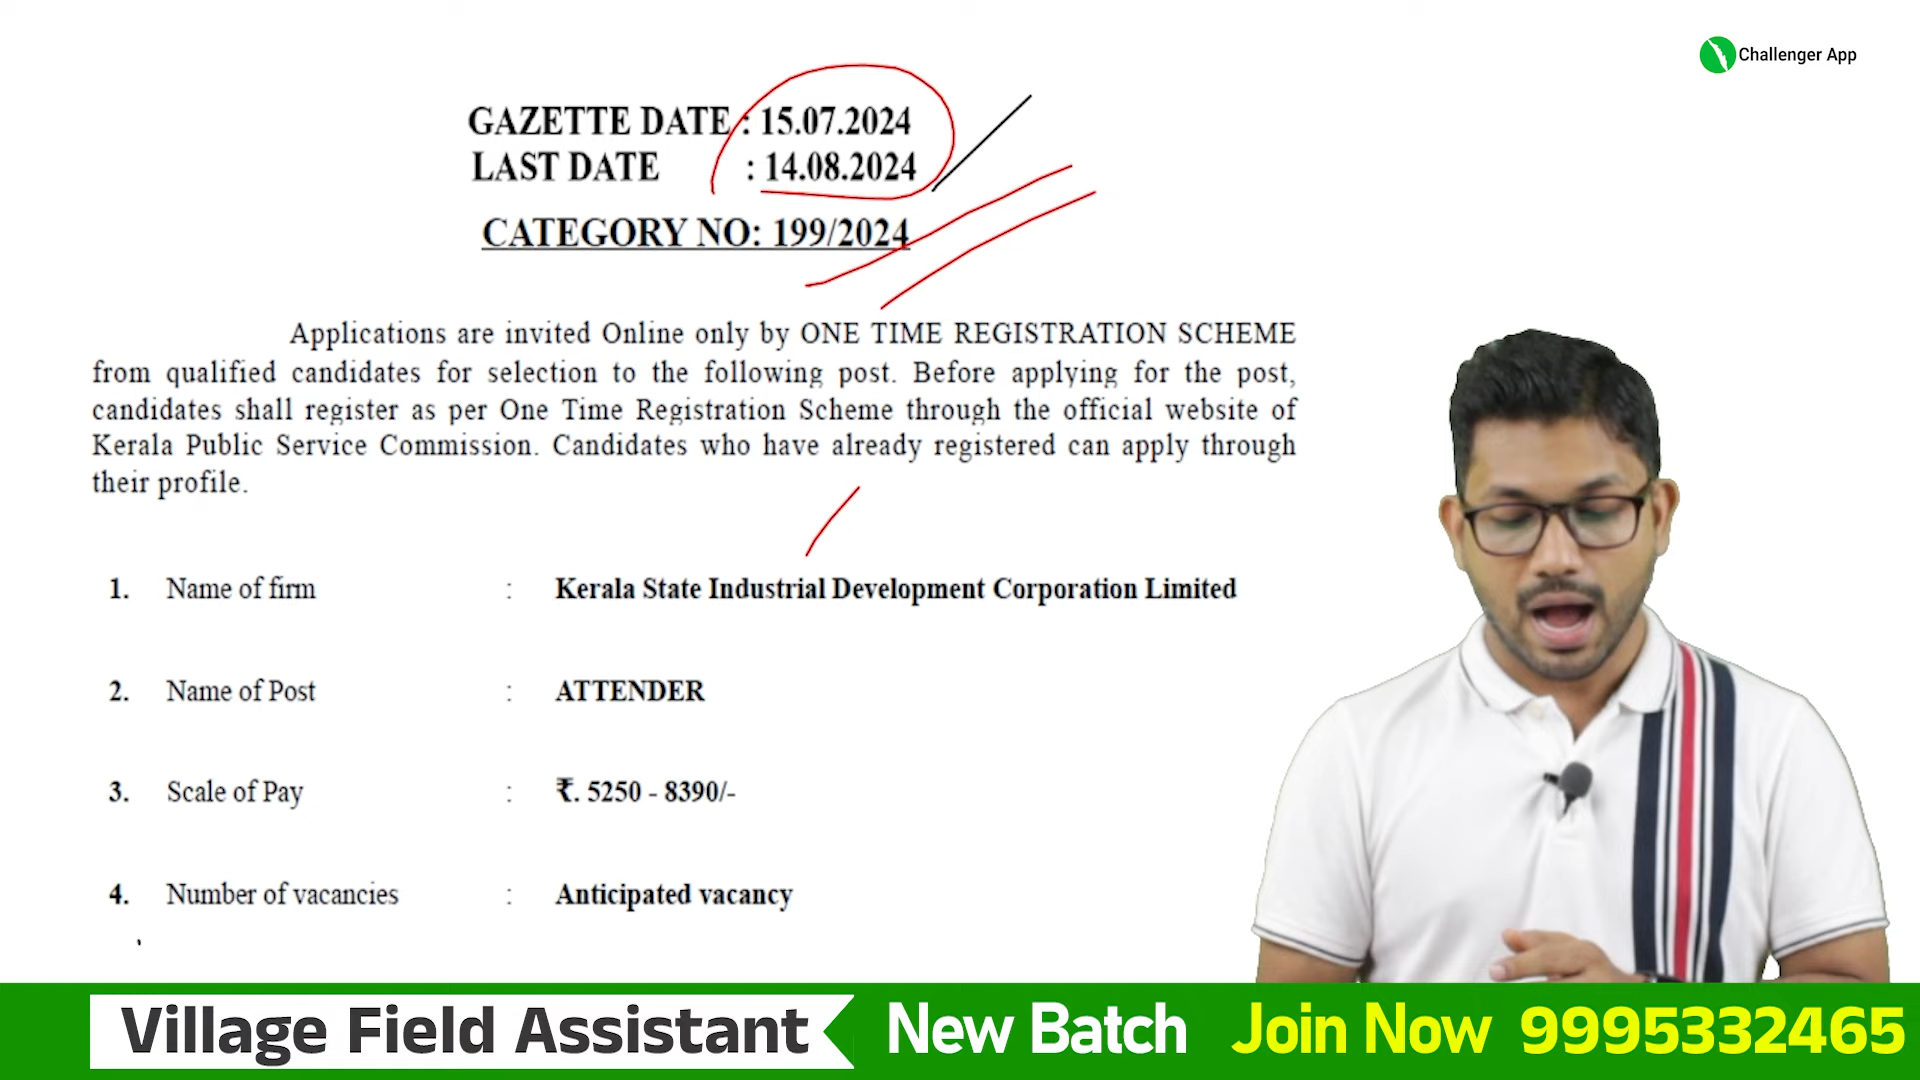 Challenger App
GAZETTE DATE : 15.07.2024
LAST DATE : 14.08.2024
CATEGORY NO: 199/2024
Applications are invited Online only by ONE TIME REGISTRATION SCHEME
from qualified candidates for selection to the following post. Before applying for the post,
candidates shall register as per One Time Registration Scheme through the official website of
Kerala Public Service Commission. Candidates who have already registered can apply through
their profile.
1. Name of firm : Kerala State Industrial Development Corporation Limited
2. Name of Post : ATTENDER
3. Scale of Pay : ₹. 5250 - 8390/-
4. Number of vacancies : Anticipated vacancy
Village Field Assistant New Batch Join Now 9995332465